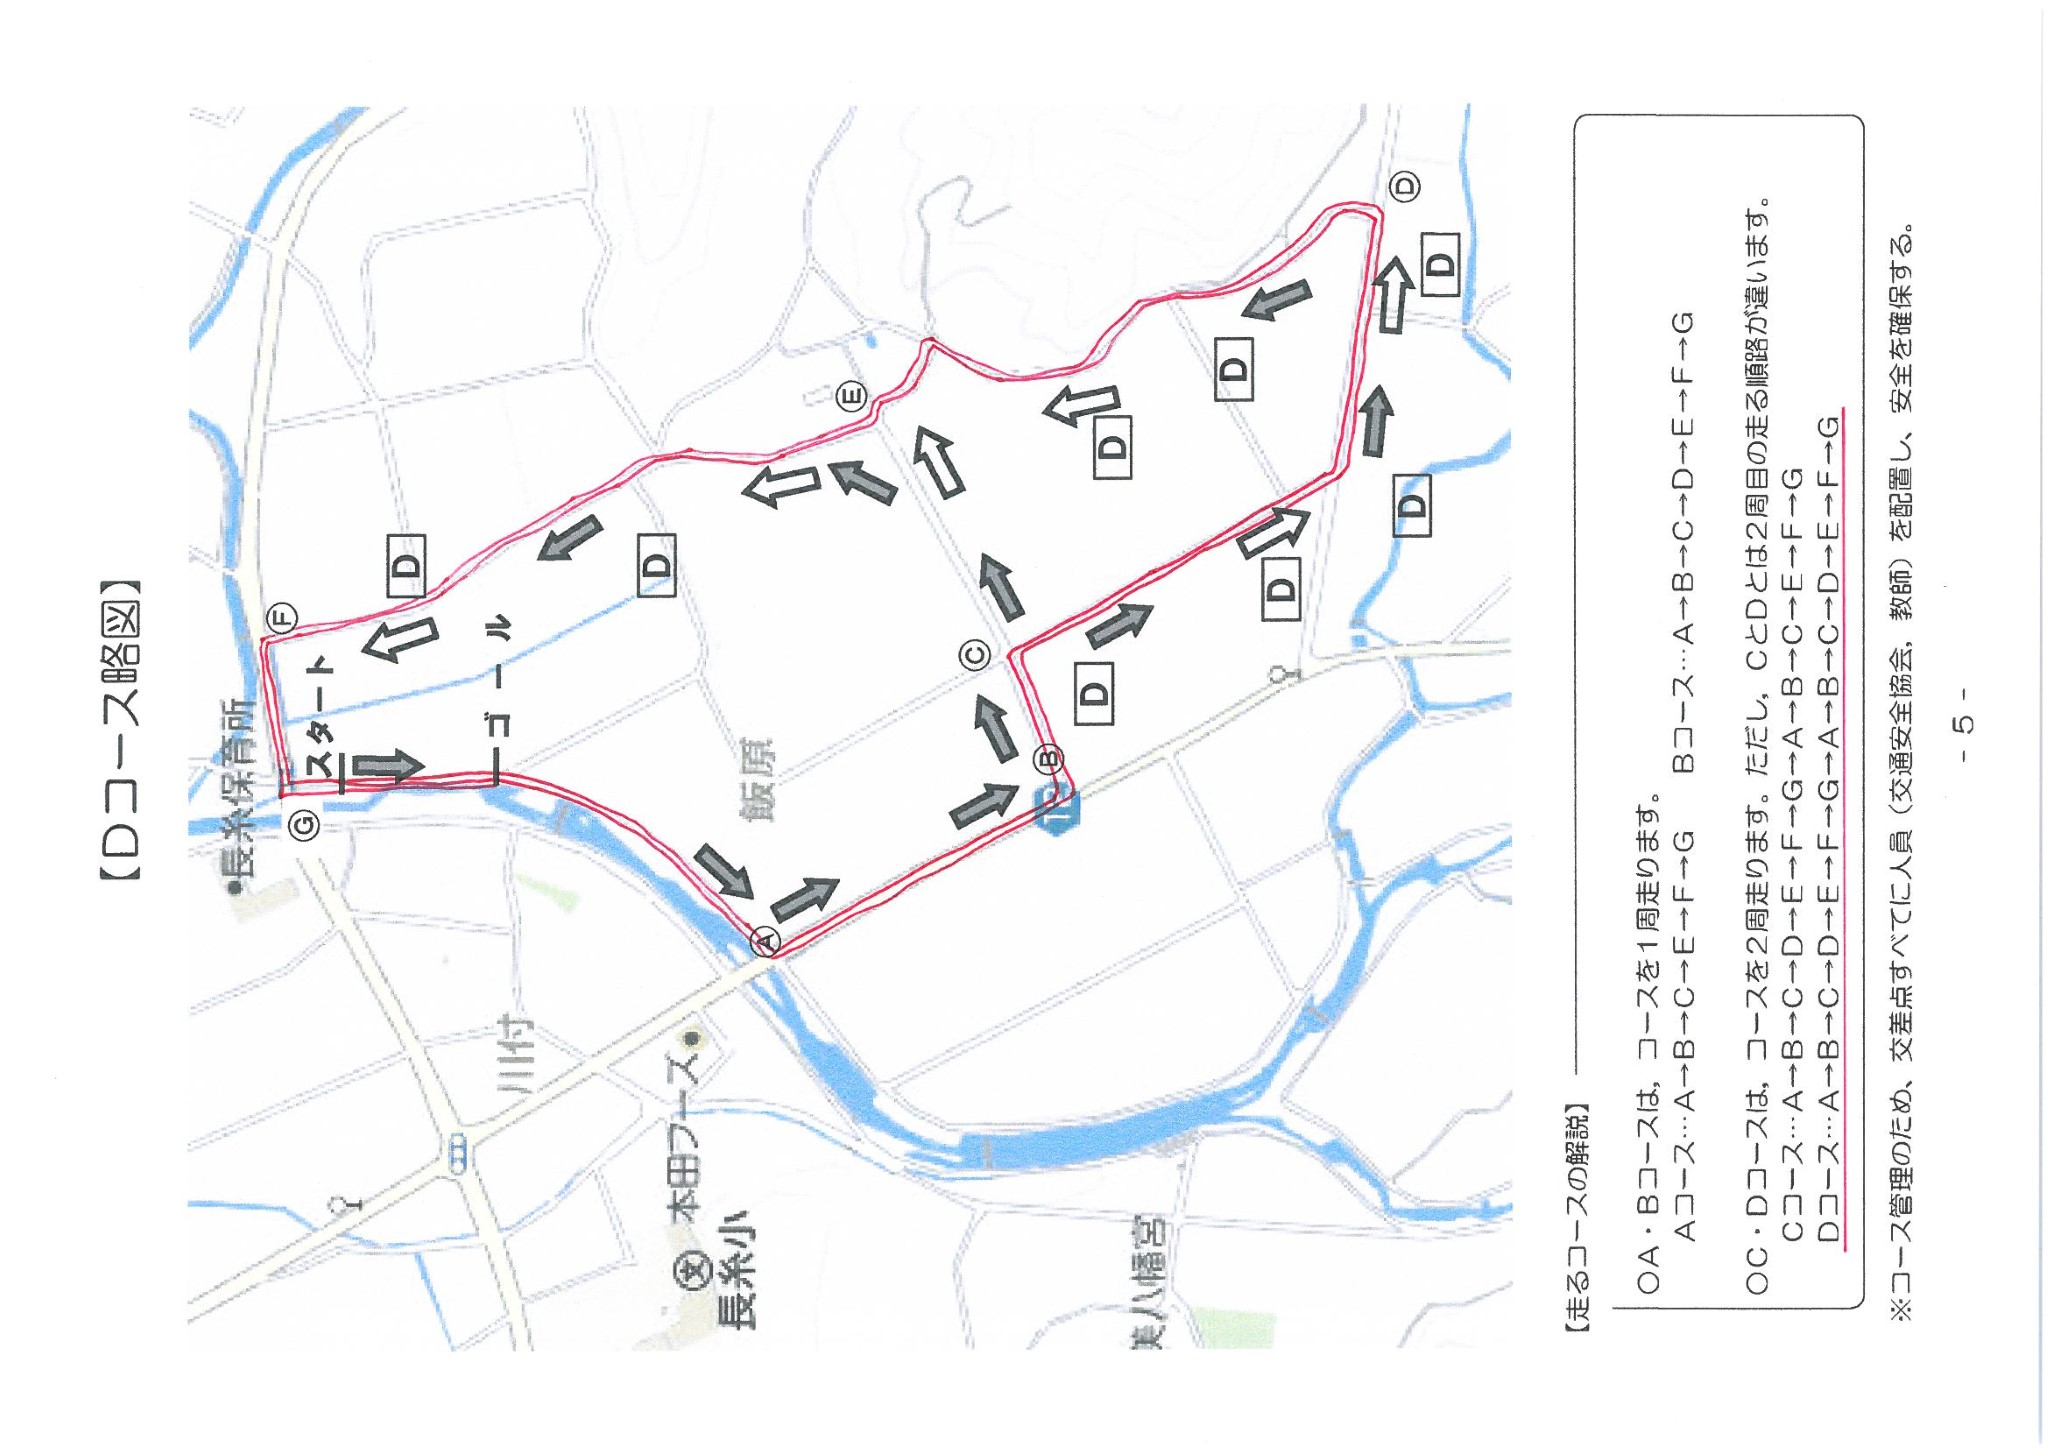 【Dコース略図】
長糸保育所
スタート
ゴール
Ⓖ
Ⓕ
D
D
飯原
川付
Ⓐ
Ⓔ
本田フーズ
文
長糸小
Ⓒ
Ⓑ
D
D
D
D
D
D
Ⓓ
美八幡宮
【走るコースの解説】
○A・Bコースは，コースを1周走ります。
Aコース…A→B→C→E→F→G　Bコース…A→B→C→D→E→F→G
○C・Dコースは，コースを2周走ります。ただし，CとDとは2周目の走る順路が違います。
Cコース…A→B→C→D→E→F→G→A→B→C→E→F→G
Dコース…A→B→C→D→E→F→G→A→B→C→D→E→F→G
※コース管理のため、交差点すべてに人員（交通安全協会，教師）を配置し、安全を確保する。
- 5 -